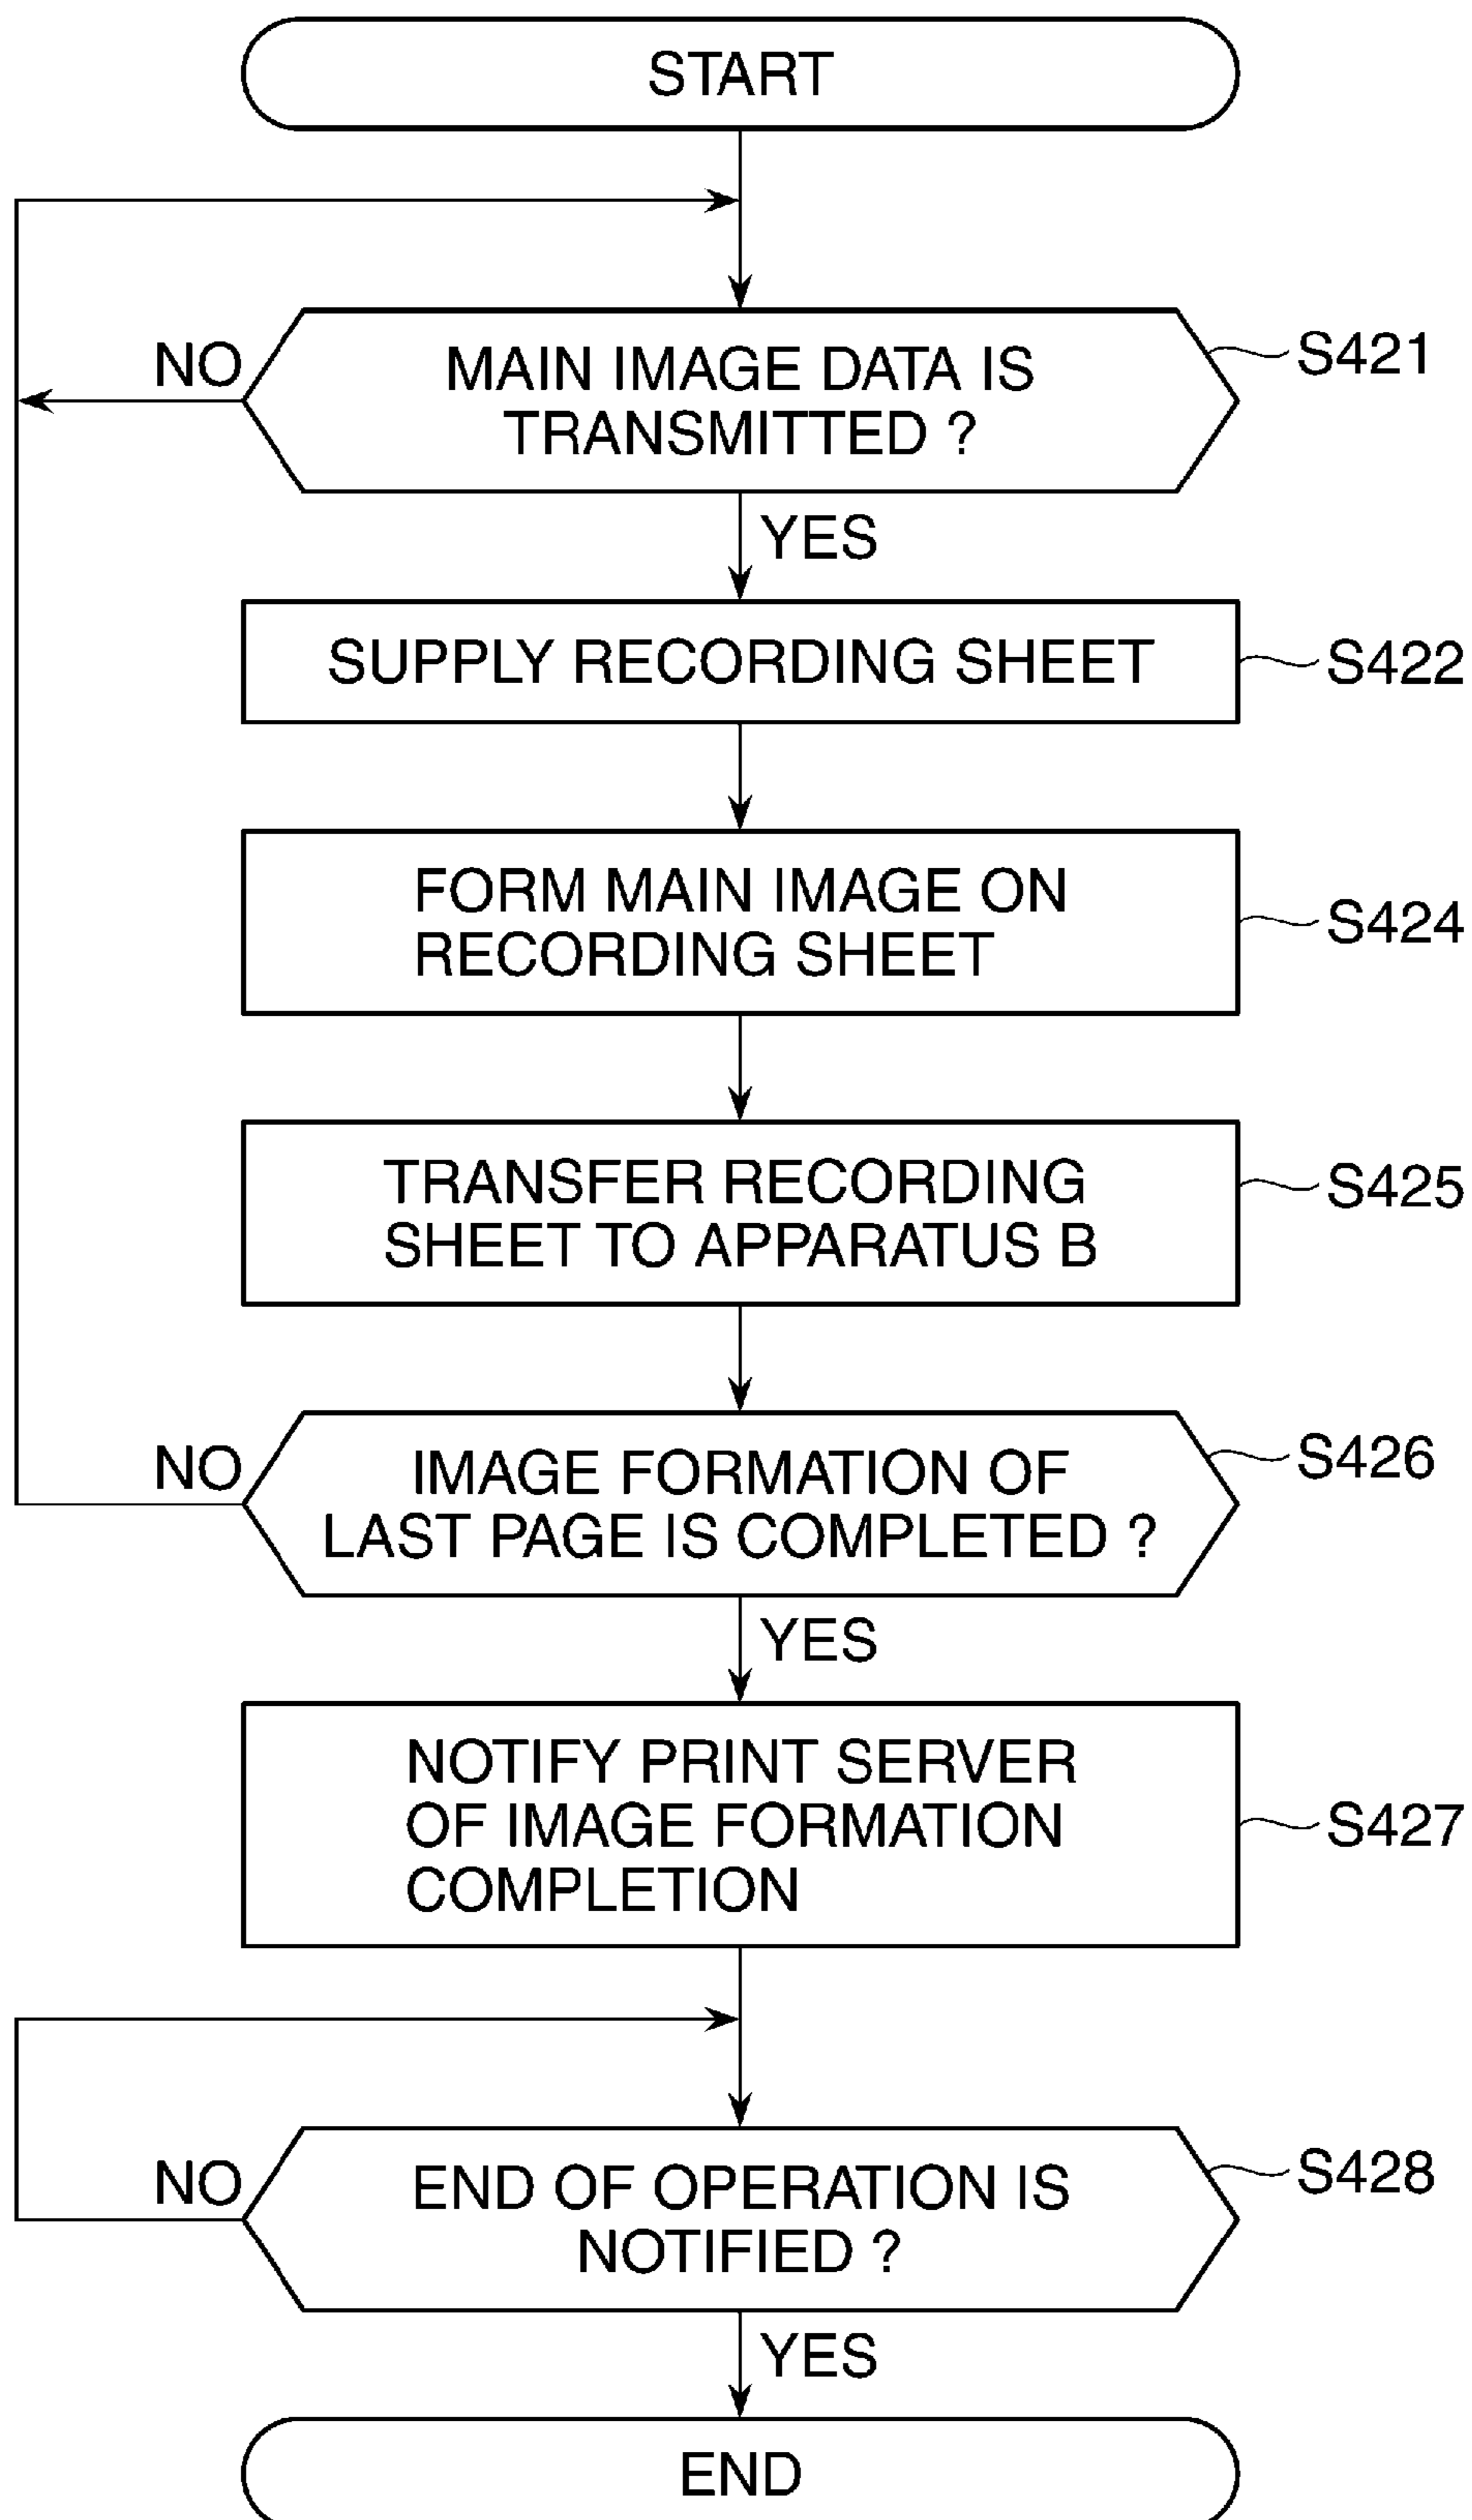 START
NO
MAIN IMAGE DATA IS
TRANSMITTED ?
S421
YES
SUPPLY RECORDING SHEET
S422
FORM MAIN IMAGE ON
RECORDING SHEET
S424
TRANSFER RECORDING
SHEET TO APPARATUS B
S425
NO
IMAGE FORMATION OF
LAST PAGE IS COMPLETED ?
S426
YES
NOTIFY PRINT SERVER
OF IMAGE FORMATION
COMPLETION
S427
NO
END OF OPERATION IS
NOTIFIED ?
S428
YES
END